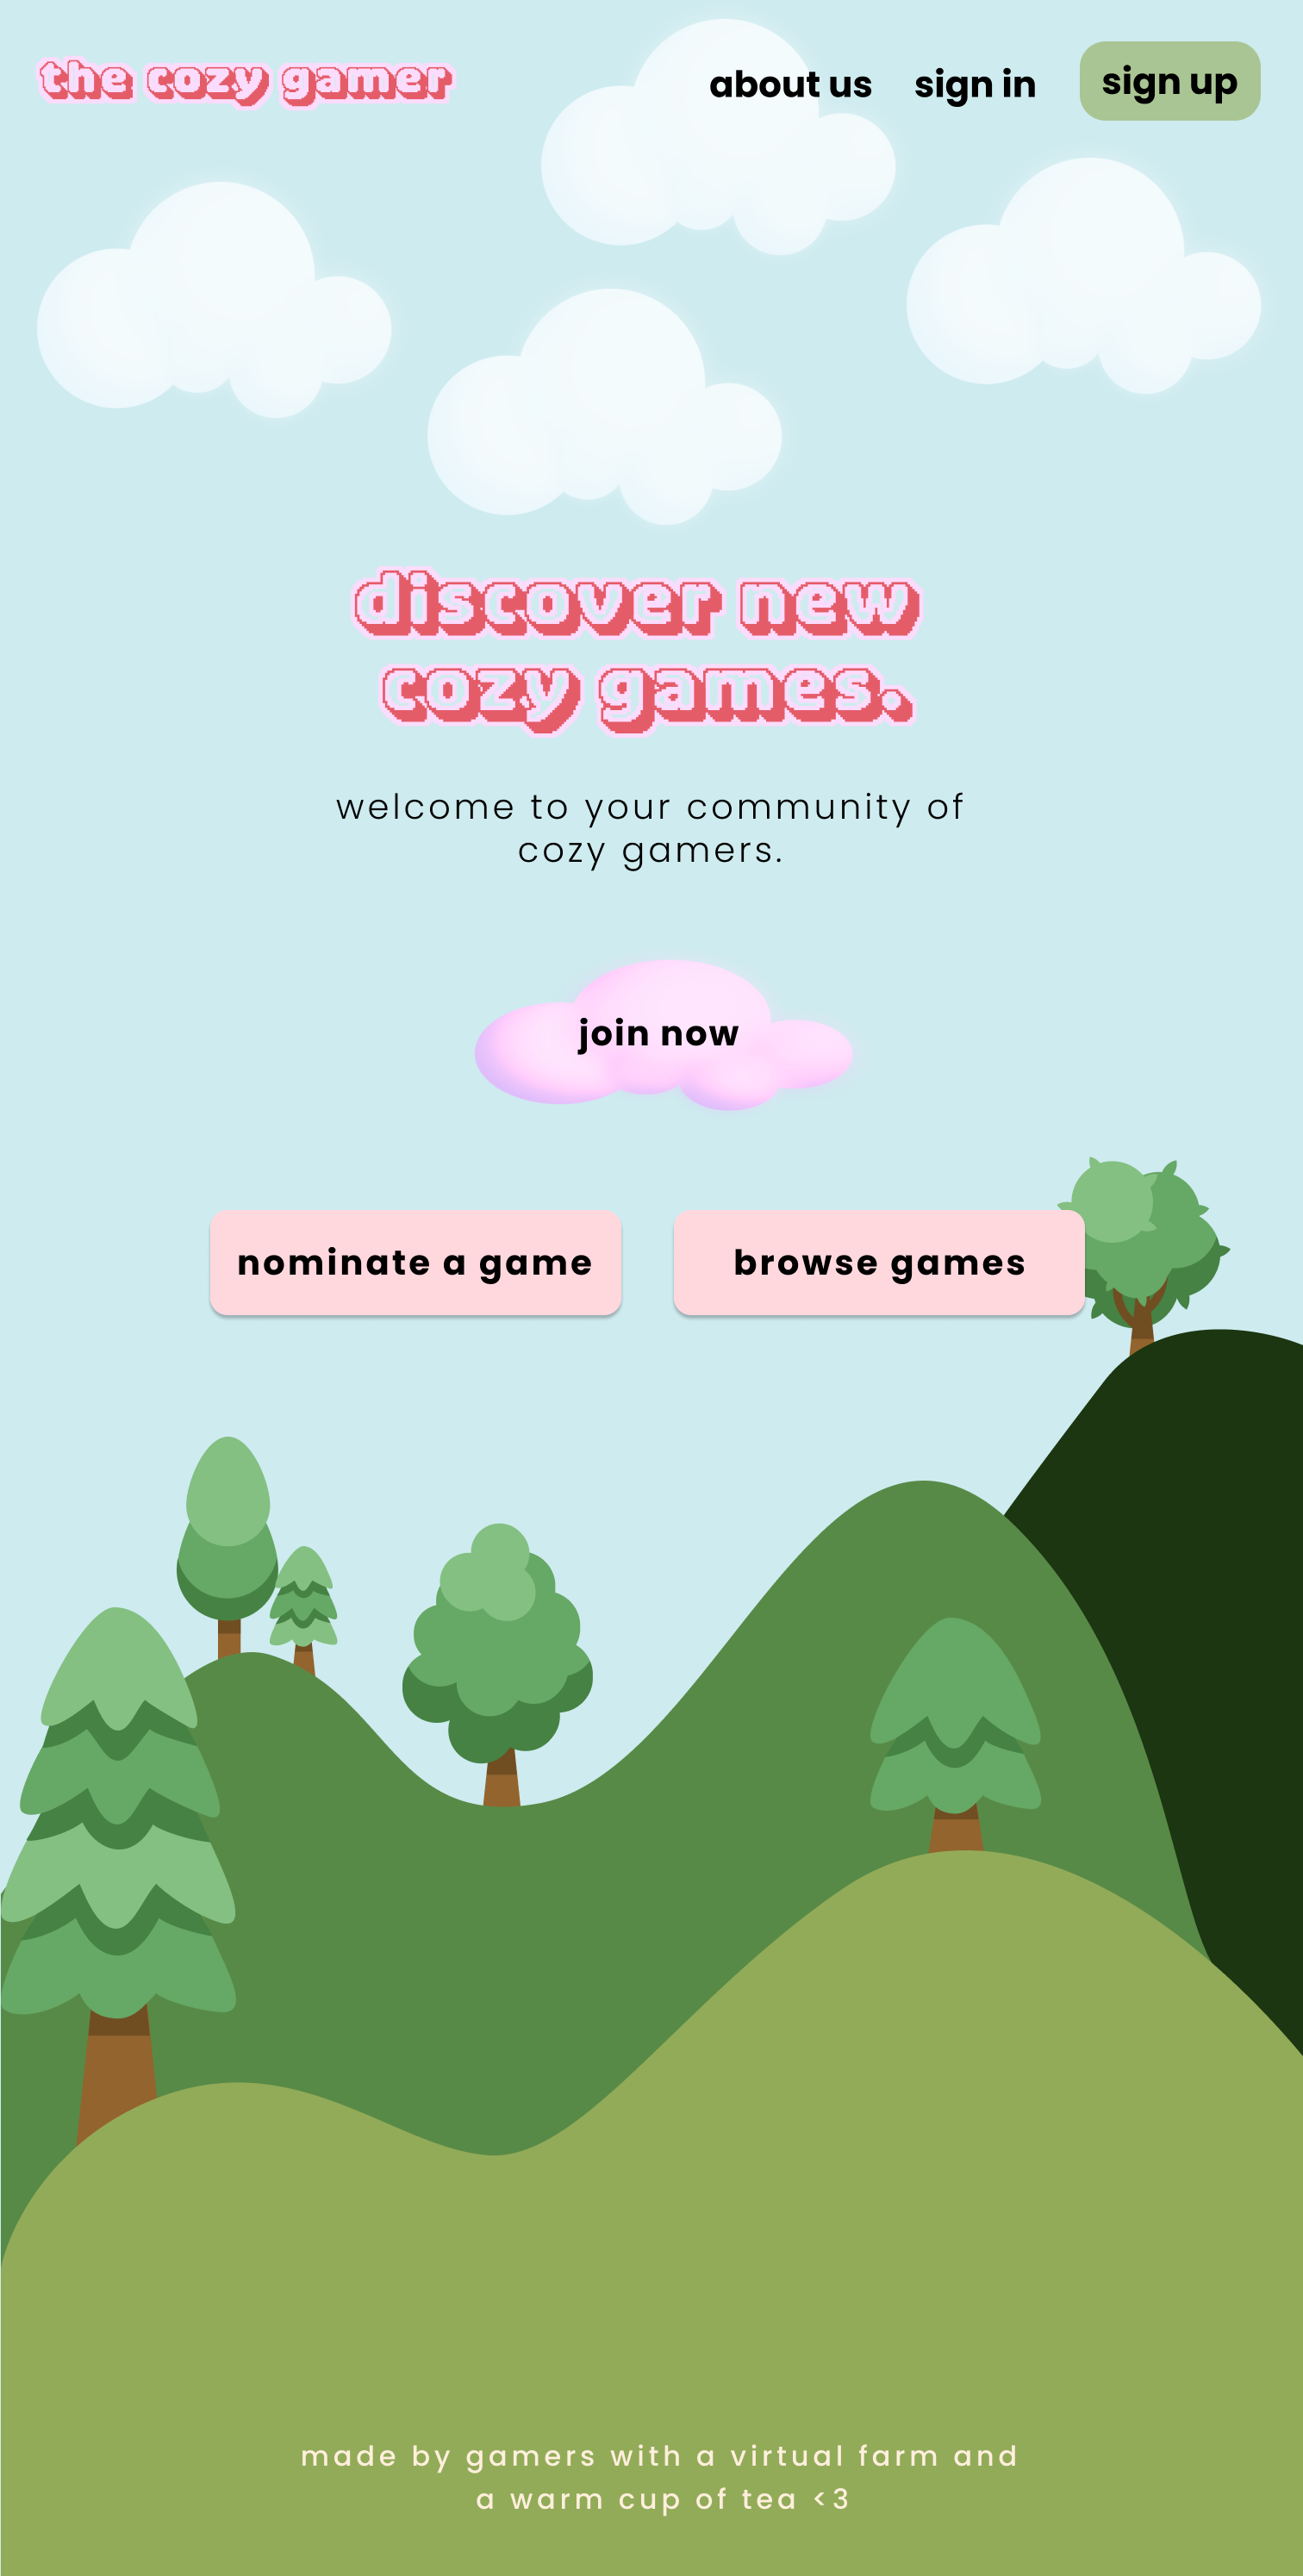 the cozy gamer
about us sign in sign up
discover new
cozy games.
welcome to your community of
cozy gamers.
join now
nominate a game browse games
made by gamers with a virtual farm and
a warm cup of tea <3